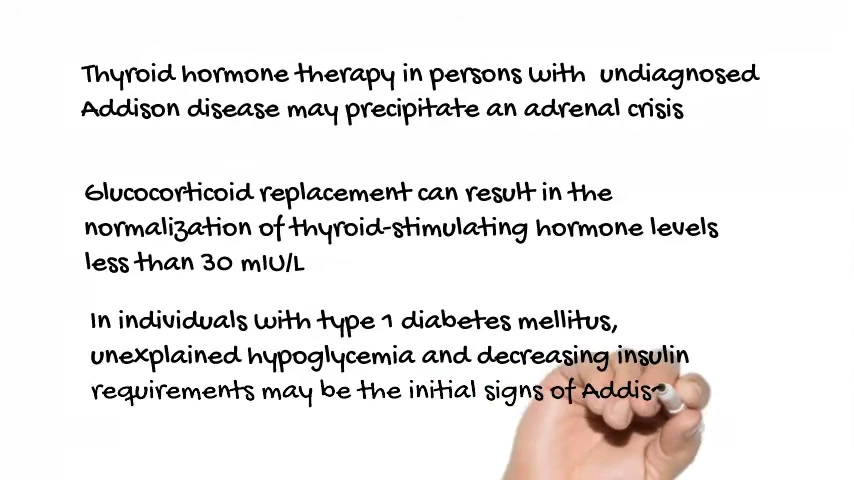 Thyroid hormone therapy in persons with undiagnosed
Addison disease may precipitate an adrenal crisis
Glucocorticoid replacement can result in the
normalization of thyroid-stimulating hormone levels
less than 30 mIU/L
In individuals with type 1 diabetes mellitus,
unexplained hypoglycemia and decreasing insulin
requirements may be the initial signs of Addis